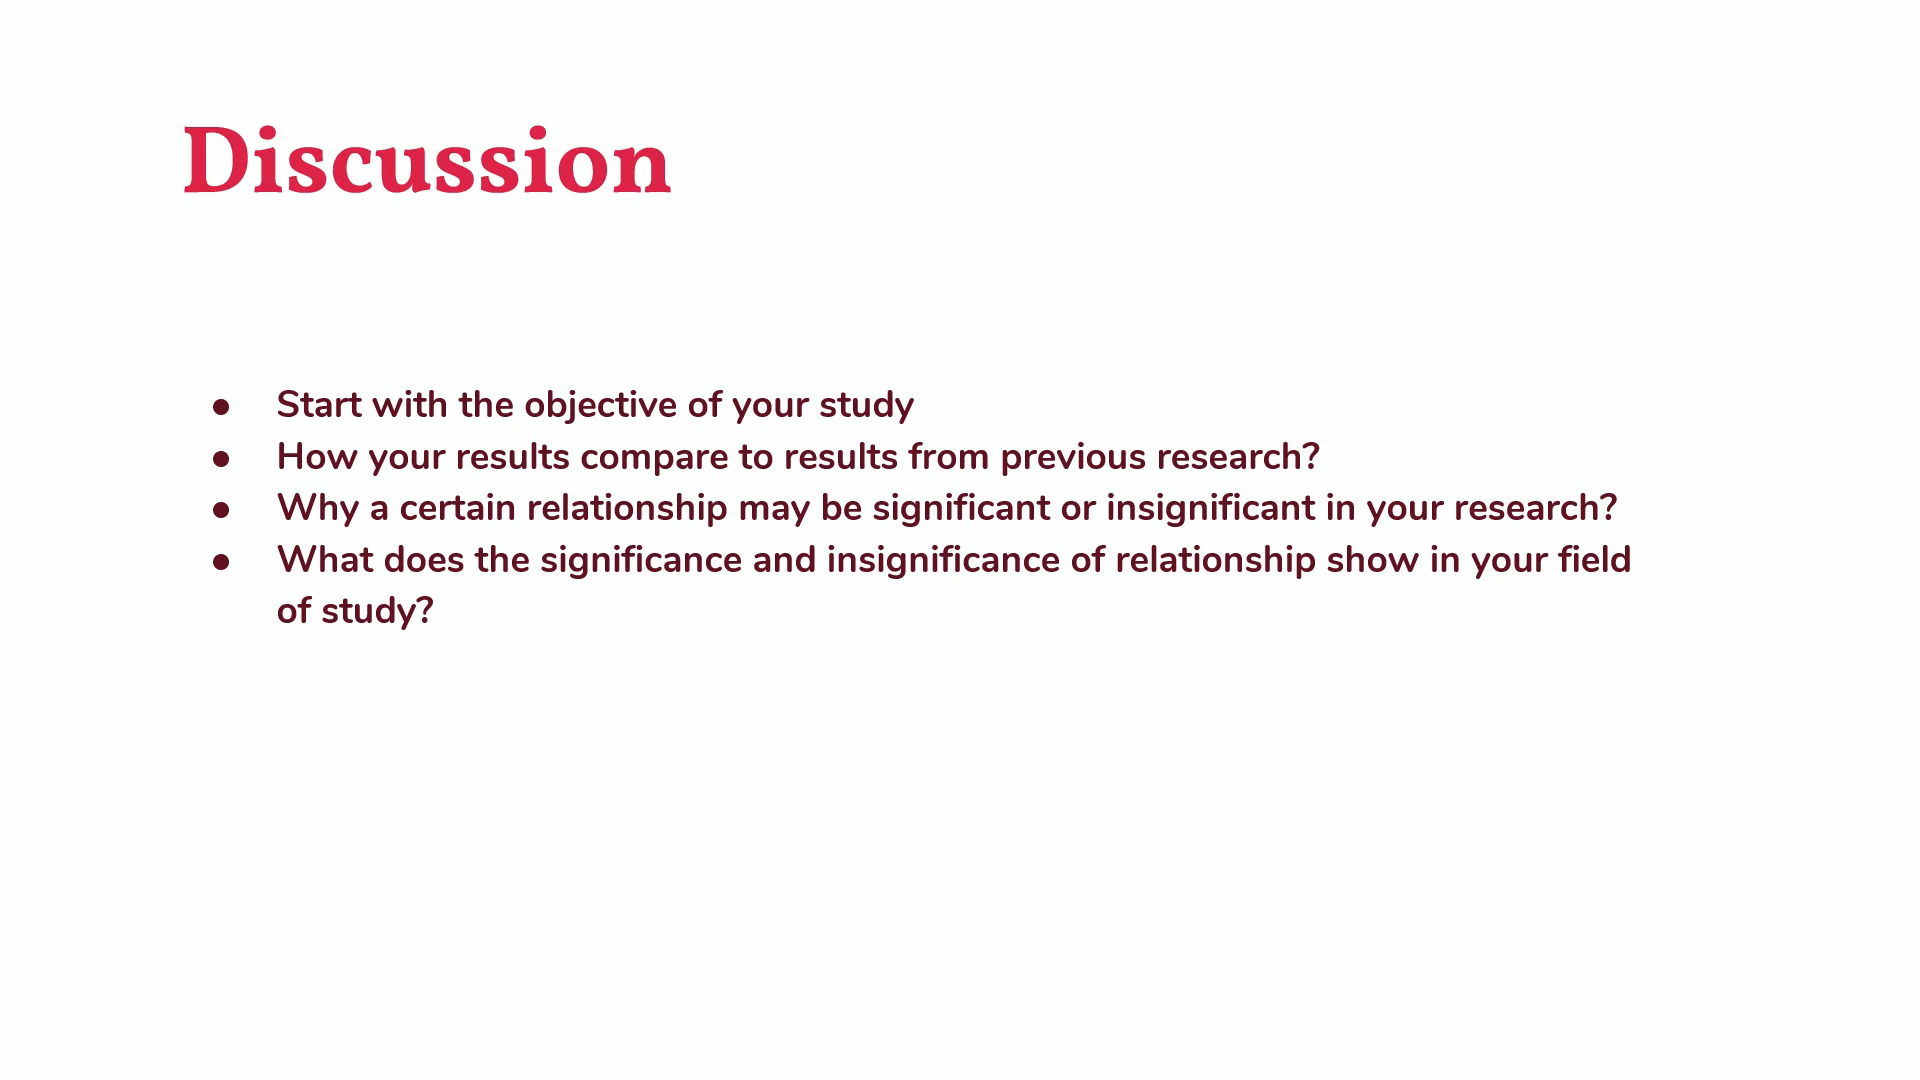 Discussion
● Start with the objective of your study
● How your results compare to results from previous research?
● Why a certain relationship may be significant or insignificant in your research?
● What does the significance and insignificance of relationship show in your field
of study?